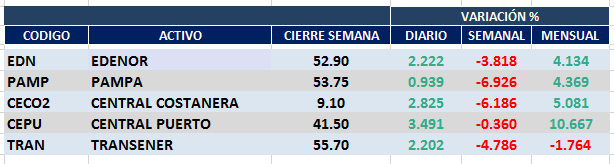 VARIACIÓN %
CODIGO ACTIVO CIERRE SEMANA DIARIO SEMANAL MENSUAL
EDN EDENOR 52.90 2.222 -3.818 4.134
PAMP PAMPA 53.75 0.939 -6.926 4.369
CECO2 CENTRAL COSTANERA 9.10 2.825 -6.186 5.081
CEPU CENTRAL PUERTO 41.50 3.491 -0.360 10.667
TRAN TRANSENER 55.70 2.202 -4.786 -1.764